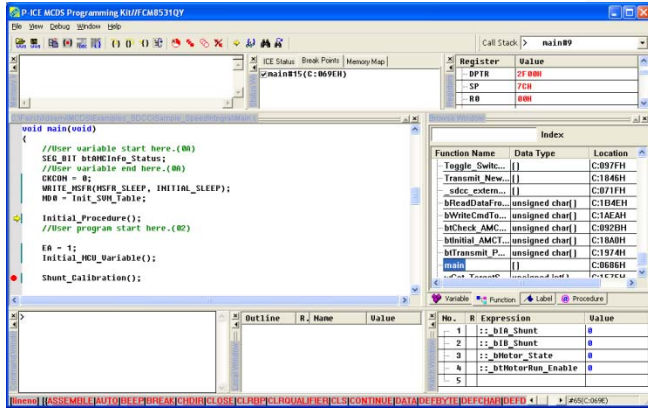 P-ICE MCDS Programming Kit//FCM8531QY
File View Debug Window Help
Call Stack > main#9
ICE Status Break Points Memory Map
main#15(C:069EH)
Register Value
DPTR 2F00H
SP 7CH
R0 00H
void main(void)
{
//User variable start here.(0A)
SEG_BIT btAMCInfo_Status;
//User variable end here.(0A)
CKCON = 0;
WRITE_MSFR(MSFR_SLEEP, INITIAL_SLEEP);
MD0 = Init_SVM_Table;
Initial_Procedure();
//User program start here.(02)
EA = 1;
Initial_MCU_Variable();
Shunt_Calibration();
Index
Function Name Data Type Location
Toggle_Switc... [] C:097FH
Transmit_New... [] C:1846H
_sdcc_extern... [] C:071FH
bReadDataFro... unsigned char[] C:1B4EH
bWriteCmdTo... unsigned char[] C:1AEAH
btCheck_AMC... unsigned char[] C:092BH
btInitial_AMCT... unsigned char[] C:18A0H
btTransmit_P... unsigned char[] C:1974H
main [] C:0686H
Variable Function Label Procedure
>
Outline R. Name Value
No. R Expression Value
1 ::_bIA_Shunt 0
2 ::_bIB_Shunt 0
3 ::_btMotor_State 0
4 ::_btMotorRun_Enable 0
5
[lineno] [[ASSEMBLE|AUTO|BEEP|BREAK|CHDIR|CLOSE|CLRBP|CLRQUALIFIER|CLS|CONTINUE|DATA|DEFBYTE|DEFCHAR|DEFD #65(C:069E)